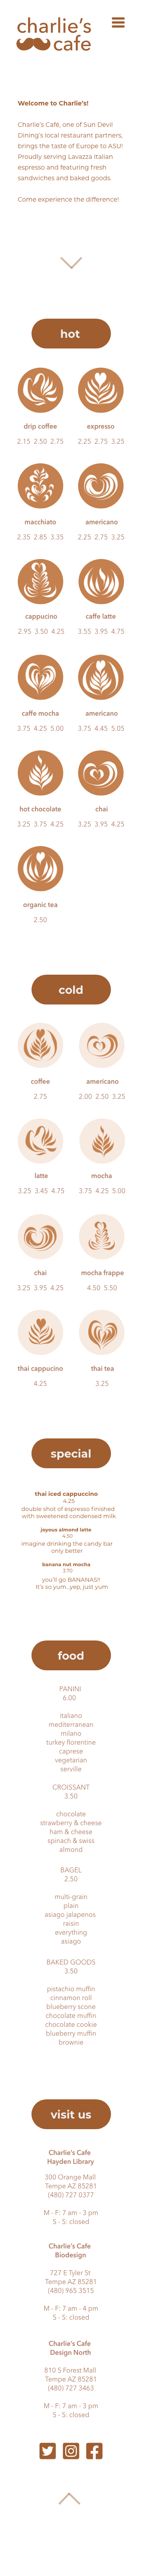 charlie's
cafe
Welcome to Charlie's!
Charlie's Café, one of Sun Devil
Dining's local restaurant partners,
brings the taste of Europe to ASU!
Proudly serving Lavazza Italian
espresso and featuring fresh
sandwiches and baked goods.
Come experience the difference!
hot
drip coffee
2.15 2.50 2.75
espresso
2.25 2.75 3.25
macchiato
2.35 2.85 3.35
americano
2.25 2.75 3.25
cappucino
2.95 3.50 4.25
caffe latte
3.55 3.95 4.75
caffe mocha
3.75 4.25 5.00
americano
3.75 4.45 5.05
hot chocolate
3.25 3.75 4.25
chai
3.25 3.95 4.25
organic tea
2.50
cold
coffee
2.75
americano
2.00 2.50 3.25
latte
3.25 3.45 4.75
mocha
3.75 4.25 5.00
chai
3.25 3.95 4.25
mocha frappe
4.50 5.50
thai cappucino
4.25
thai tea
3.25
special
thai iced cappuccino
4.25
double shot of espresso finished
with sweetened condensed milk
joyous almond latte
4.50
imagine drinking the candy bar
only better
banana nut mocha
3.70
you'll go BANANAS!!
It's so yum...yep, just yum
food
PANINI
6.00
italiano
mediterranean
milano
turkey florentine
caprese
vegetarian
serville
CROISSANT
3.50
chocolate
strawberry & cheese
ham & cheese
spinach & swiss
almond
BAGEL
2.50
multi-grain
plain
asiago jalapenos
raisin
everything
asiago
BAKED GOODS
3.50
pistachio muffin
cinnamon roll
blueberry scone
chocolate muffin
chocolate cookie
blueberry muffin
brownie
visit us
Charlie's Cafe
Hayden Library
300 Orange Mall
Tempe AZ 85281
(480) 727 0377
M - F: 7 am - 3 pm
S - S: closed
Charlie's Cafe
Biodesign
727 E Tyler St
Tempe AZ 85281
(480) 965 3515
M - F: 7 am - 4 pm
S - S: closed
Charlie's Cafe
Design North
810 S Forest Mall
Tempe AZ 85281
(480) 727 3463
M - F: 7 am - 3 pm
S - S: closed